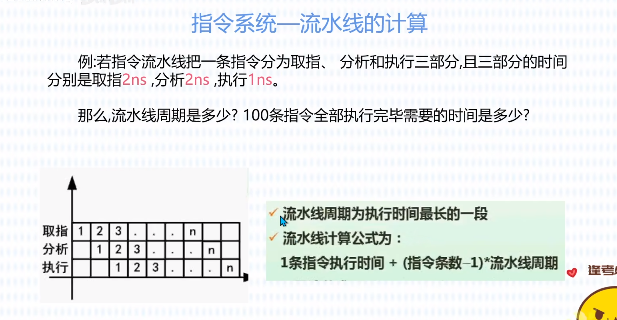 指令系统—流水线的计算
例:若指令流水线把一条指令分为取指、 分析和执行三部分,且三部分的时间
分别是取指2ns ,分析2ns ,执行1ns。
那么,流水线周期是多少? 100条指令全部执行完毕需要的时间是多少?
取指 1 2 3 . . . n
分析 1 2 3 . . . n
执行 1 2 3 . . . n
✓ 流水线周期为执行时间最长的一段
✓ 流水线计算公式为：
1条指令执行时间 + (指令条数–1)*流水线周期
逢考